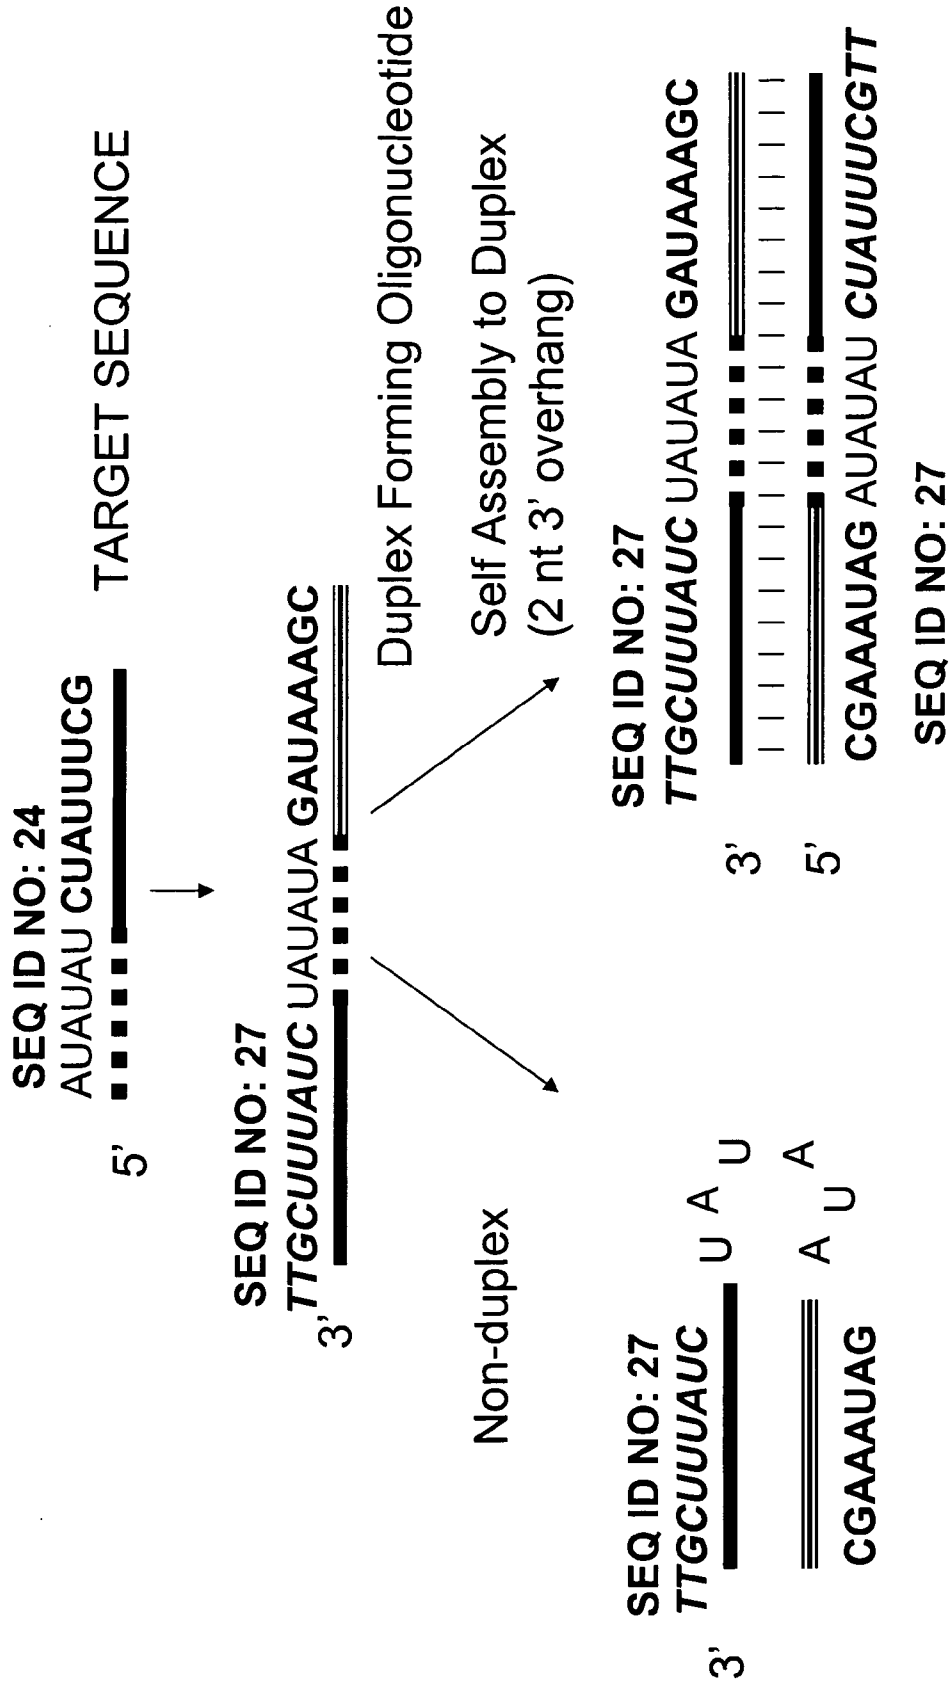 SEQ ID NO: 24
AUAUAU CUAUUUCG
5'
TARGET SEQUENCE
SEQ ID NO: 27
TTGCUUUAUC UAUAUA GAUAAAGC
3'
Duplex Forming Oligonucleotide
Non-duplex
Self Assembly to Duplex
(2 nt 3' overhang)
SEQ ID NO: 27
TTGCUUUAUC
3'
U A U
A U A
CGAAAUAG
SEQ ID NO: 27
TTGCUUUAUC UAUAUA GAUAAAGC
3'
5'
CGAAAUAG AUAUAU CUAUUUCGTT
SEQ ID NO: 27